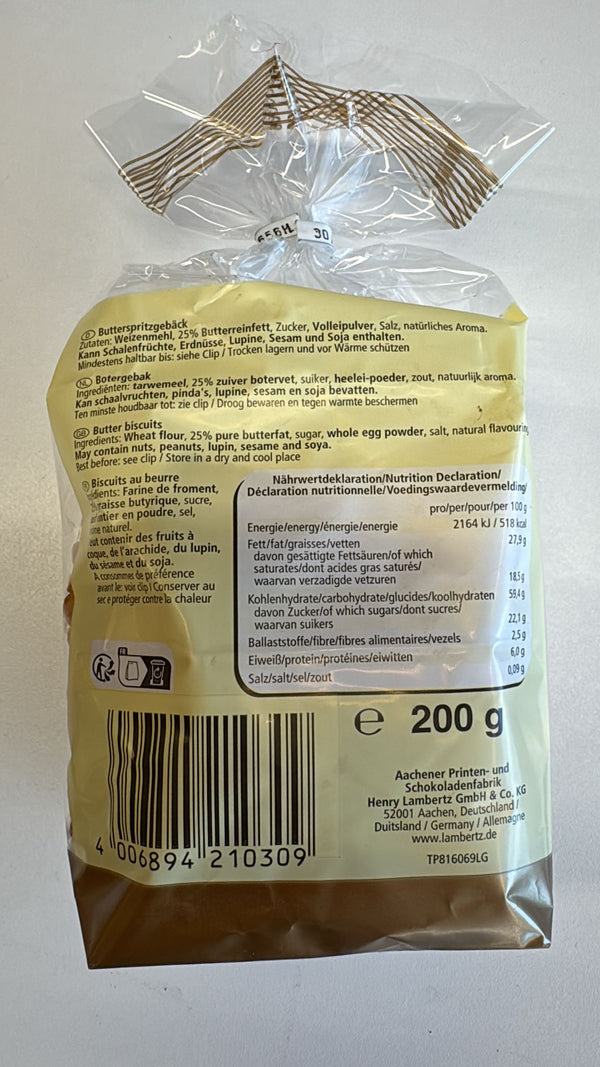 30
D Butterspritzgebäck
Zutaten: Weizenmehl, 25% Butterreinfett, Zucker, Volleipulver, Salz, natürliches Aroma.
Kann Schalenfrüchte, Erdnüsse, Lupine, Sesam und Soja enthalten.
Mindestens haltbar bis: siehe Clip / Trocken lagern und vor Wärme schützen
NL Botergebak
Ingrediënten: tarwemeel, 25% zuiver botervet, suiker, heelei-poeder, zout, natuurlijk aroma.
Kan schaalvruchten, pinda's, lupine, sesam en soja bevatten.
Ten minste houdbaar tot: zie clip / Droog bewaren en tegen warmte beschermen
GB Butter biscuits
Ingredients: Wheat flour, 25% pure butterfat, sugar, whole egg powder, salt, natural flavouring
May contain nuts, peanuts, lupin, sesame and soya.
Best before: see clip / Store in a dry and cool place
Biscuits au beurre
Farine de froment,
butyrique, sucre,
en poudre, sel,
naturel.
contenir des fruits à
coque, de l'arachide, du lupin,
du sésame et du soja.
A consommer de préférence
avant le: voir clip / Conserver au
sec e protéger contre la chaleur
Nährwertdeklaration/Nutrition Declaration/
Déclaration nutritionnelle/Voedingswaardevermelding/
pro/per/pour/per 100 g
Energie/energy/énergie/energie 2164 kJ / 518 kcal
Fett/fat/graisses/vetten 27,9 g
davon gesättigte Fettsäuren/of which
saturates/dont acides gras saturés/
waarvan verzadigde vetzuren 18,5 g
Kohlenhydrate/carbohydrate/glucides/koolhydraten 59,4 g
davon Zucker/of which sugars/dont sucres/
waarvan suikers 22,1 g
Ballaststoffe/fibre/fibres alimentaires/vezels 2,5 g
Eiweiß/protein/protéines/eiwitten 6,0 g
Salz/salt/sel/zout 0,09 g
FR
e 200 g
Aachener Printen- und
Schokoladenfabrik
Henry Lambertz GmbH & Co. KG
52001 Aachen, Deutschland /
Duitsland / Germany / Allemagne
www.lambertz.de
TP816069LG
4 006894 210309